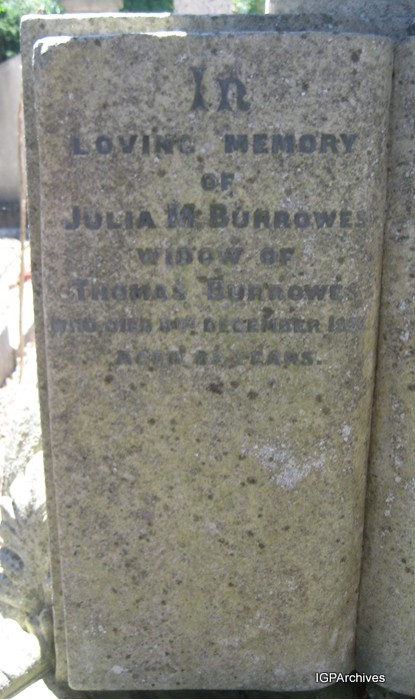 In
LOVING MEMORY
OF
JULIA M. BURROWES
WIDOW OF
THOMAS BURROWES
WHO DIED DECEMBER
AGED YEARS.
IGPArchives